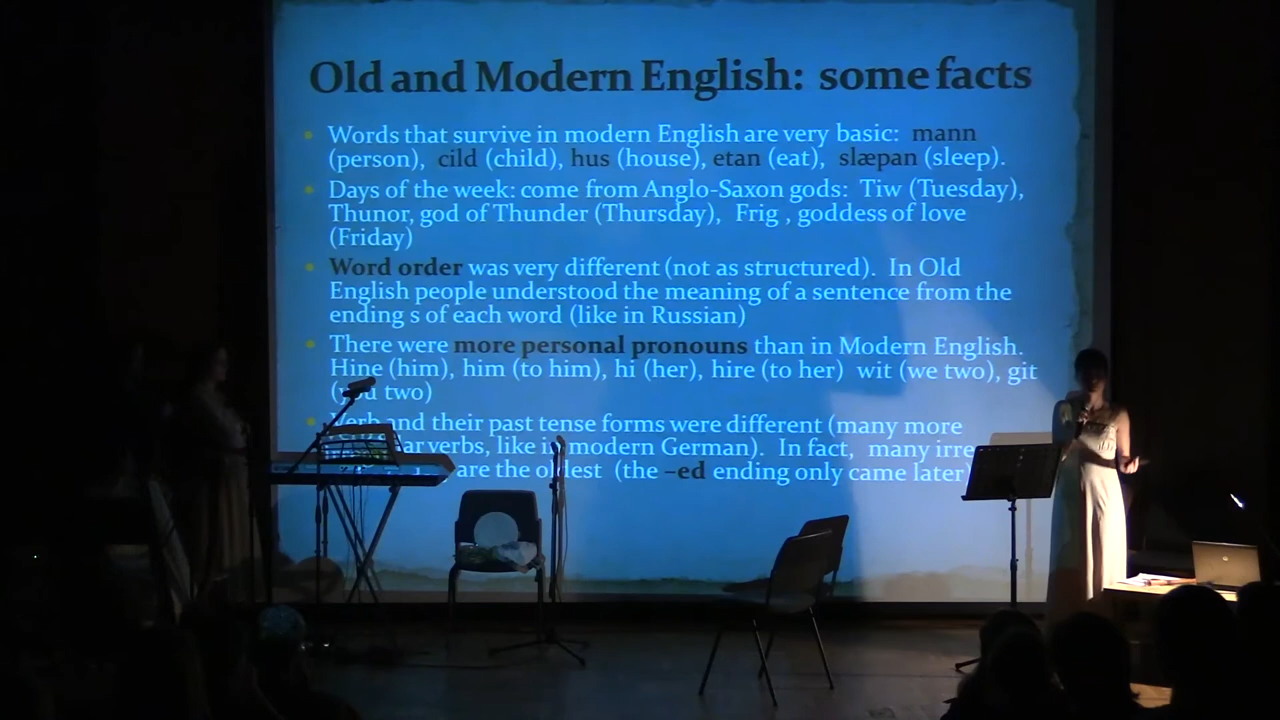 Old and Modern English: some facts
Words that survive in modern English are very basic: mann
(person), cild (child), hus (house), etan (eat), slæpan (sleep).
Days of the week: come from Anglo-Saxon gods: Tiw (Tuesday),
Thunor, god of Thunder (Thursday), Frig , goddess of love
(Friday)
Word order was very different (not as structured). In Old
English people understood the meaning of a sentence from the
ending s of each word (like in Russian)
There were more personal pronouns than in Modern English.
Hine (him), him (to him), hi (her), hire (to her) wit (we two), git
(you two)
Verb and their past tense forms were different (many more
verbs, like in modern German). In fact, many
are the oldest (the –ed ending only came later)